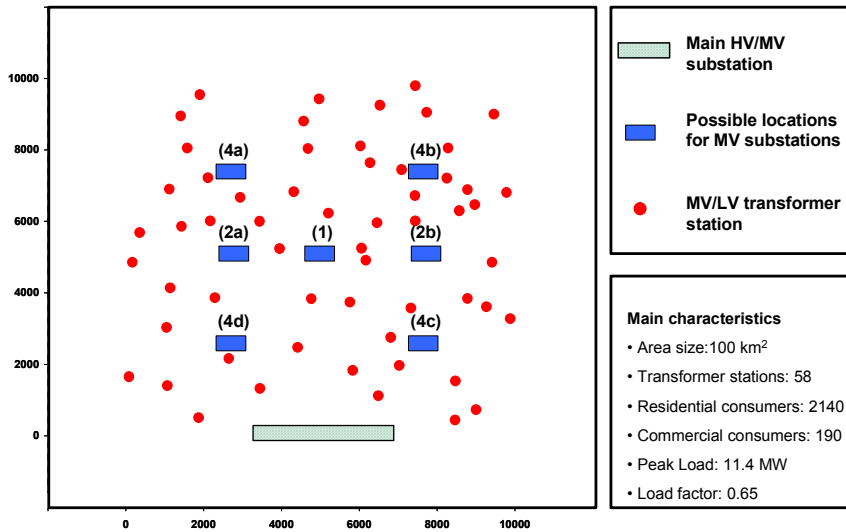 10000
8000
6000
4000
2000
0
0 2000 4000 6000 8000 10000
(4a) (4b)
(2a) (1) (2b)
(4d) (4c)
Main HV/MV
substation
Possible locations
for MV substations
MV/LV transformer
station
Main characteristics
• Area size:100 km²
• Transformer stations: 58
• Residential consumers: 2140
• Commercial consumers: 190
• Peak Load: 11.4 MW
• Load factor: 0.65